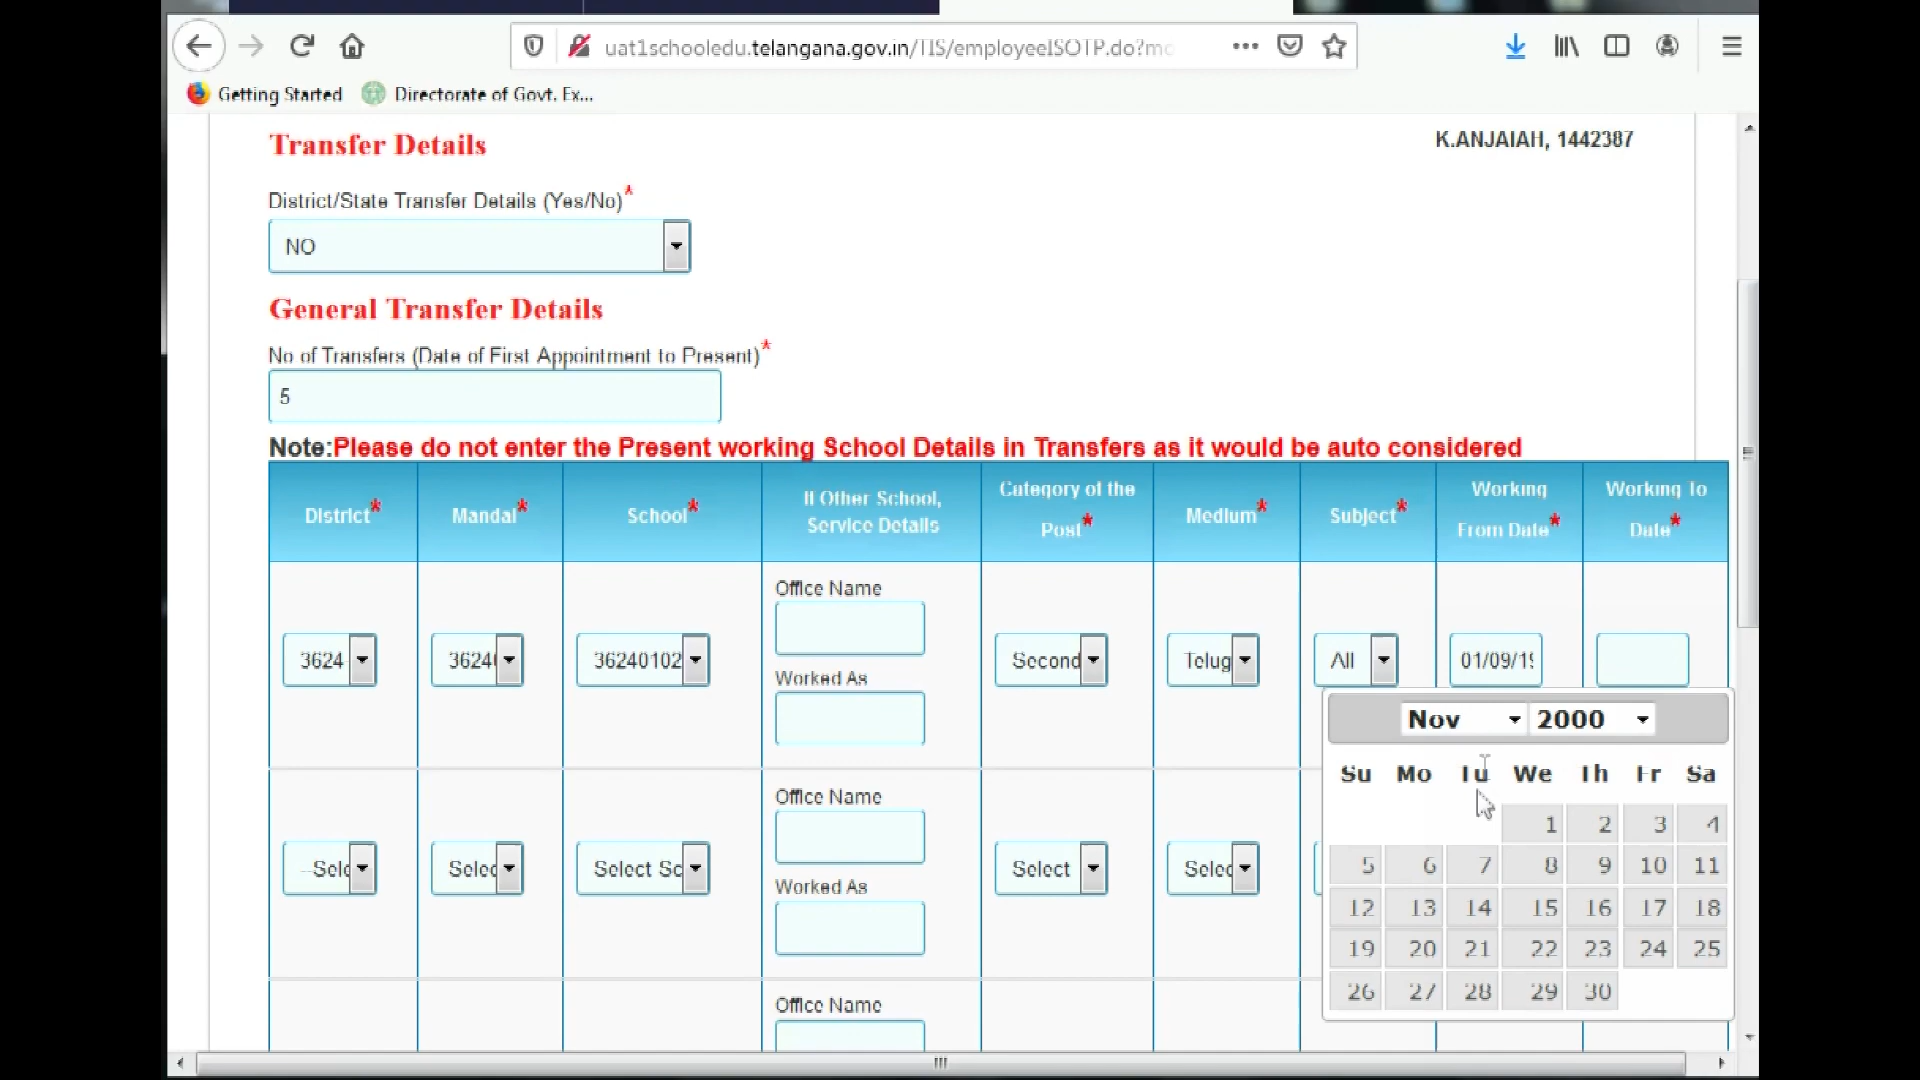 uat1schooledu.telangana.gov.in/TIS/employeeISOTP.do?mo
Getting Started
Directorate of Govt. Ex...
Transfer Details
K.ANJAIAH, 1442387
District/State Transfer Details (Yes/No)*
NO
General Transfer Details
No of Transfers (Date of First Appointment to Present)*
5
Note:Please do not enter the Present working School Details in Transfers as it would be auto considered
District*
Mandal*
School*
If Other School,
Service Details
Category of the
Post*
Medium*
Subject*
Working
From Date*
Working To
Date*
Office Name
3624
3624
36240102
Second
Telug
All
01/09/19
Worked As
Nov
2000
Su Mo Tu We Th Fr Sa
1 2 3 4
5 6 7 8 9 10 11
12 13 14 15 16 17 18
19 20 21 22 23 24 25
26 27 28 29 30
Office Name
--Sele
Selec
Select Sc
Select
Selec
Worked As
Office Name